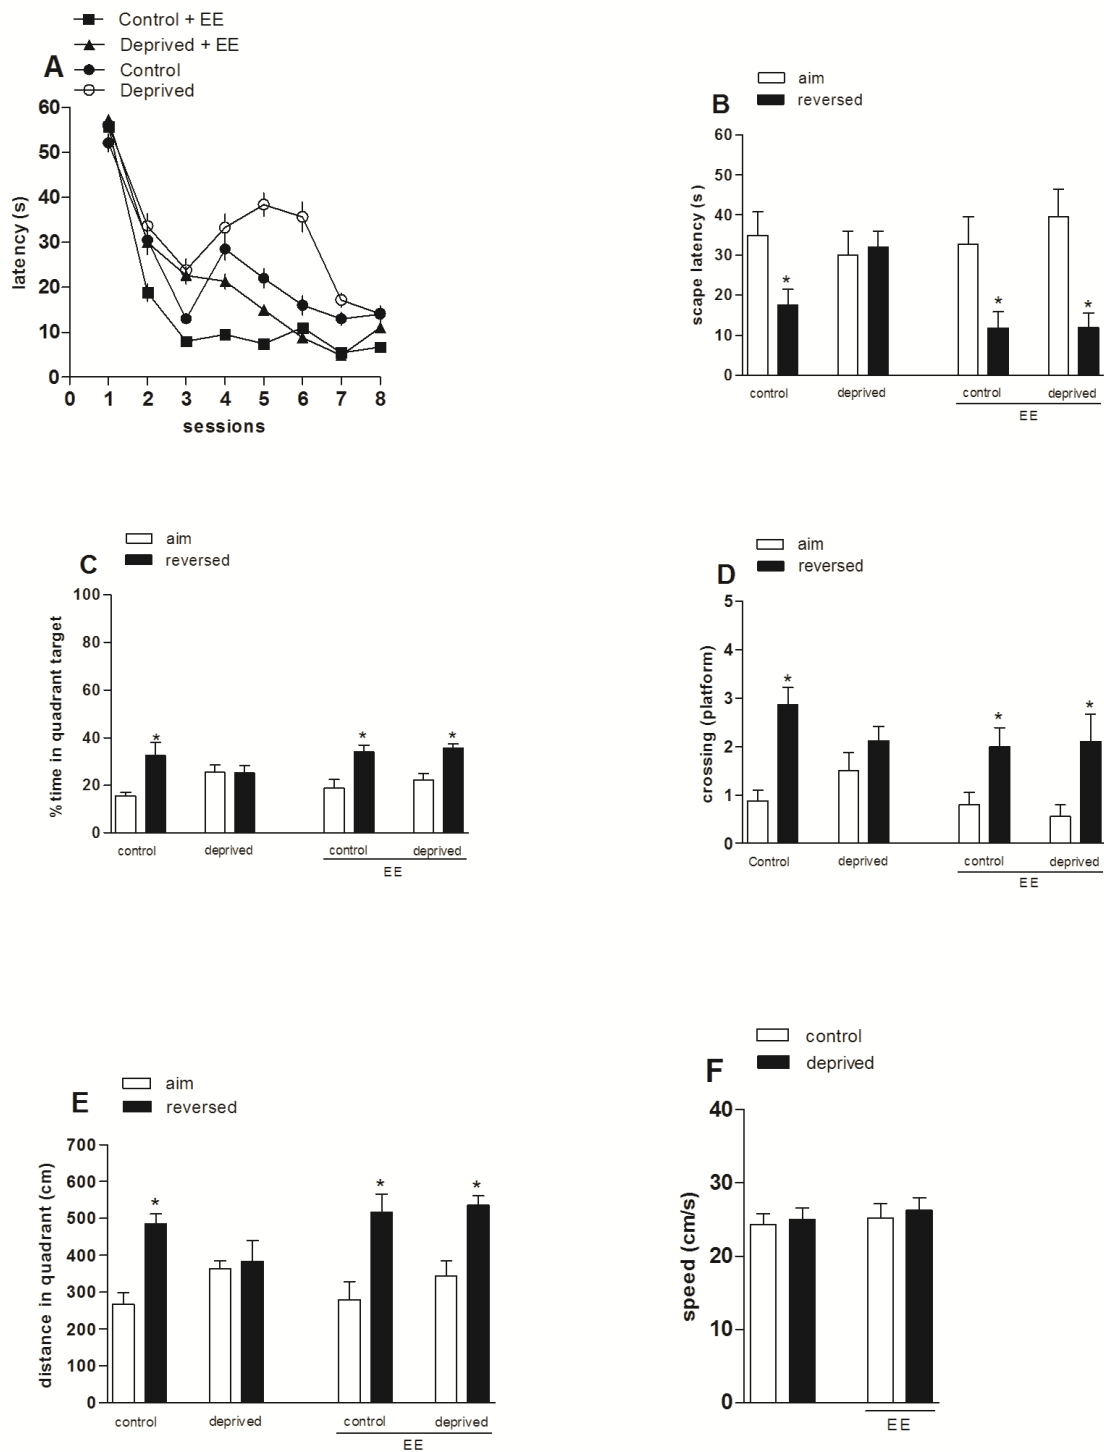 Control + EE
Deprived + EE
Control
Deprived
A
60
50
40
30
20
10
0
latency (s)
0 1 2 3 4 5 6 7 8
sessions
aim
reversed
B
60
50
40
30
20
10
0
scape latency (s)
* * *
control deprived control deprived
EE
aim
reversed
C
100
80
60
40
20
0
% time in quadrant target
* * *
control deprived control deprived
EE
aim
reversed
D
5
4
3
2
1
0
crossing (platform)
* * *
Control deprived control deprived
EE
aim
reversed
E
700
600
500
400
300
200
100
0
distance in quadrant (cm)
* * *
control deprived control deprived
EE
control
deprived
F
40
30
20
10
0
speed (cm/s)
EE